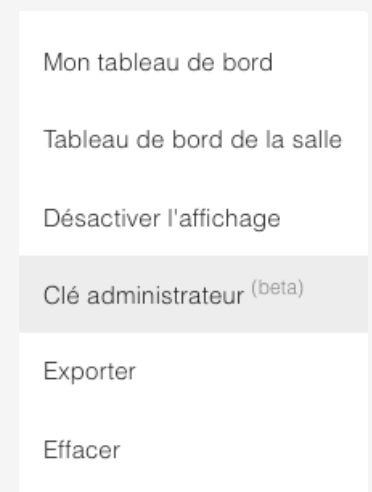 Mon tableau de bord
Tableau de bord de la salle
Désactiver l'affichage
Clé administrateur (beta)
Exporter
Effacer